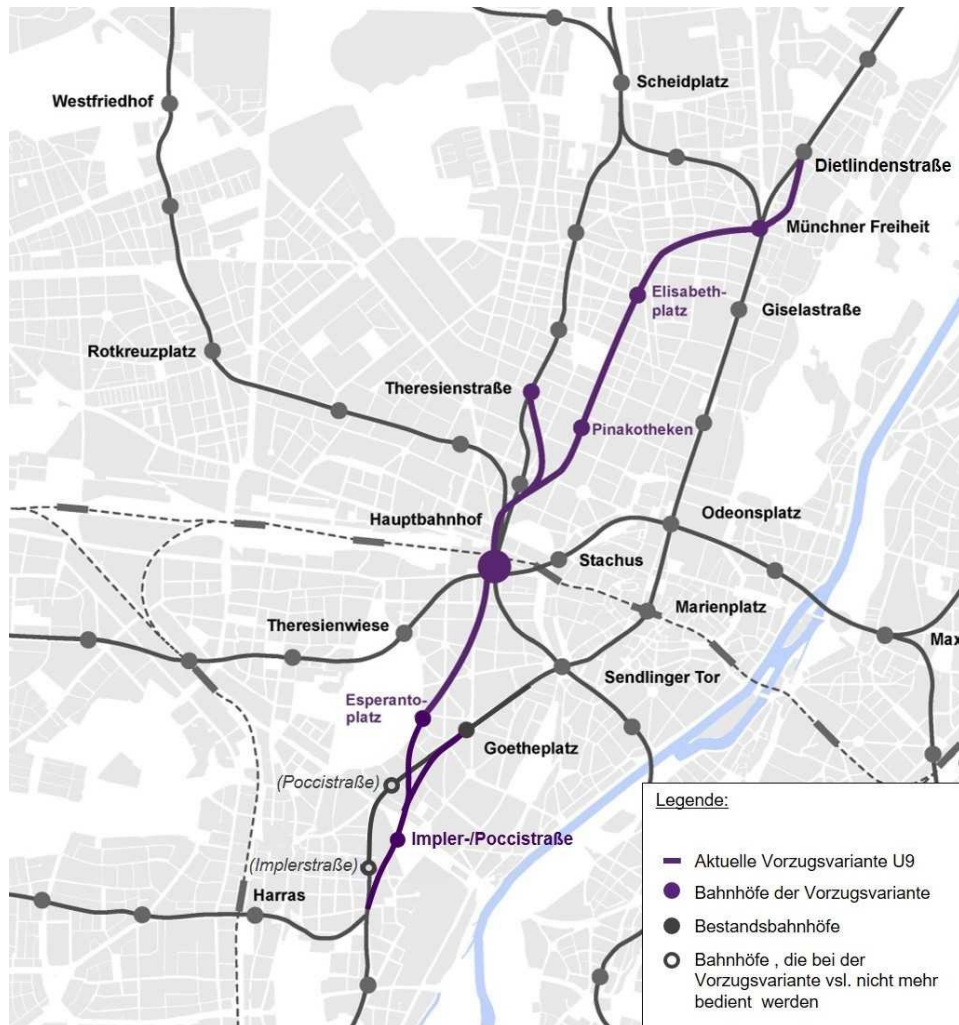 Scheidplatz
Westfriedhof
Dietlindenstraße
Münchner Freiheit
Elisabeth-
platz
Giselastraße
Rotkreuzplatz
Theresienstraße
Pinakotheken
Hauptbahnhof
Odeonsplatz
Stachus
Marienplatz
Theresienwiese
Max
Sendlinger Tor
Esperanto-
platz
Goetheplatz
(Poccistraße)
Impler-/Poccistraße
(Implerstraße)
Harras
Legende:
Aktuelle Vorzugsvariante U9
Bahnhöfe der Vorzugsvariante
Bestandsbahnhöfe
Bahnhöfe , die bei der
Vorzugsvariante vsl. nicht mehr
bedient werden